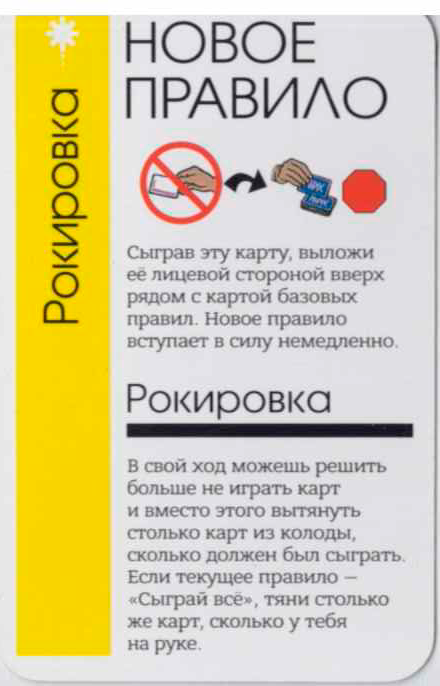 Рокировка
НОВОЕ
ПРАВИЛО
Сыграв эту карту, выложи
её лицевой стороной вверх
рядом с картой базовых
правил. Новое правило
вступает в силу немедленно.
Рокировка
В свой ход можешь решить
больше не играть карт
и вместо этого вытянуть
столько карт из колоды,
сколько должен был сыграть.
Если текущее правило —
«Сыграй всё», тяни столько
же карт, сколько у тебя
на руке.